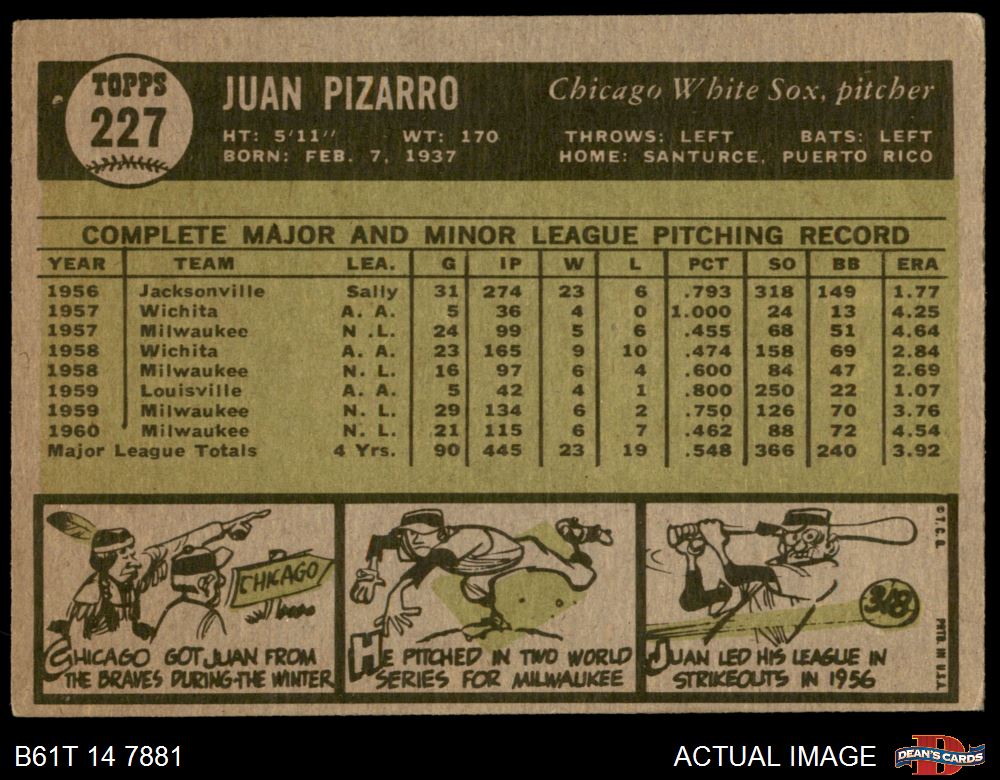 TOPPS
227
JUAN PIZARRO
Chicago White Sox, pitcher
HT: 5'11" WT: 170 THROWS: LEFT BATS: LEFT
BORN: FEB. 7, 1937 HOME: SANTURCE, PUERTO RICO
COMPLETE MAJOR AND MINOR LEAGUE PITCHING RECORD
YEAR TEAM LEA. G IP W L PCT SO BB ERA
1956 Jacksonville Sally 31 274 23 6 .793 318 149 1.77
1957 Wichita A. A. 5 36 4 0 1.000 24 13 4.25
1957 Milwaukee N .L. 24 99 5 6 .455 68 51 4.64
1958 Wichita A. A. 23 165 9 10 .474 158 69 2.84
1958 Milwaukee N. L. 16 97 6 4 .600 84 47 2.69
1959 Louisville A. A. 5 42 4 1 .800 250 22 1.07
1959 Milwaukee N. L. 29 134 6 2 .750 126 70 3.76
1960 Milwaukee N. L. 21 115 6 7 .462 88 72 4.54
Major League Totals 4 Yrs. 90 445 23 19 .548 366 240 3.92
CHICAGO
CHICAGO GOT JUAN FROM
THE BRAVES DURING THE WINTER
HE PITCHED IN TWO WORLD
SERIES FOR MILWAUKEE
318
JUAN LED HIS LEAGUE IN
STRIKEOUTS IN 1956
© T. C. G.
PRTD. IN U.S.A.
B61T 14 7881
ACTUAL IMAGE
DEAN'S CARDS